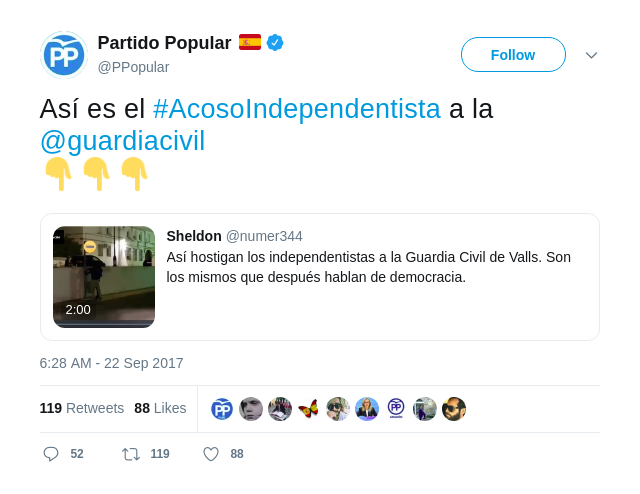 Partido Popular
@PPopular
Follow
Así es el #AcosoIndependentista a la
@guardiacivil
Sheldon @numer344
Así hostigan los independentistas a la Guardia Civil de Valls. Son
los mismos que después hablan de democracia.
2:00
6:28 AM - 22 Sep 2017
119 Retweets 88 Likes
52 119 88